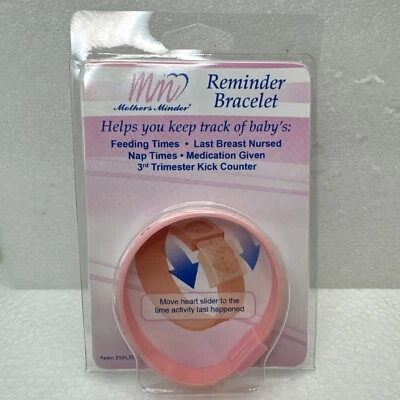 Mm
Mother's Minder®
Reminder
Bracelet
Helps you keep track of baby's:
Feeding Times • Last Breast Nursed
Nap Times • Medication Given
3rd Trimester Kick Counter
Move heart slider to the
time activity last happened